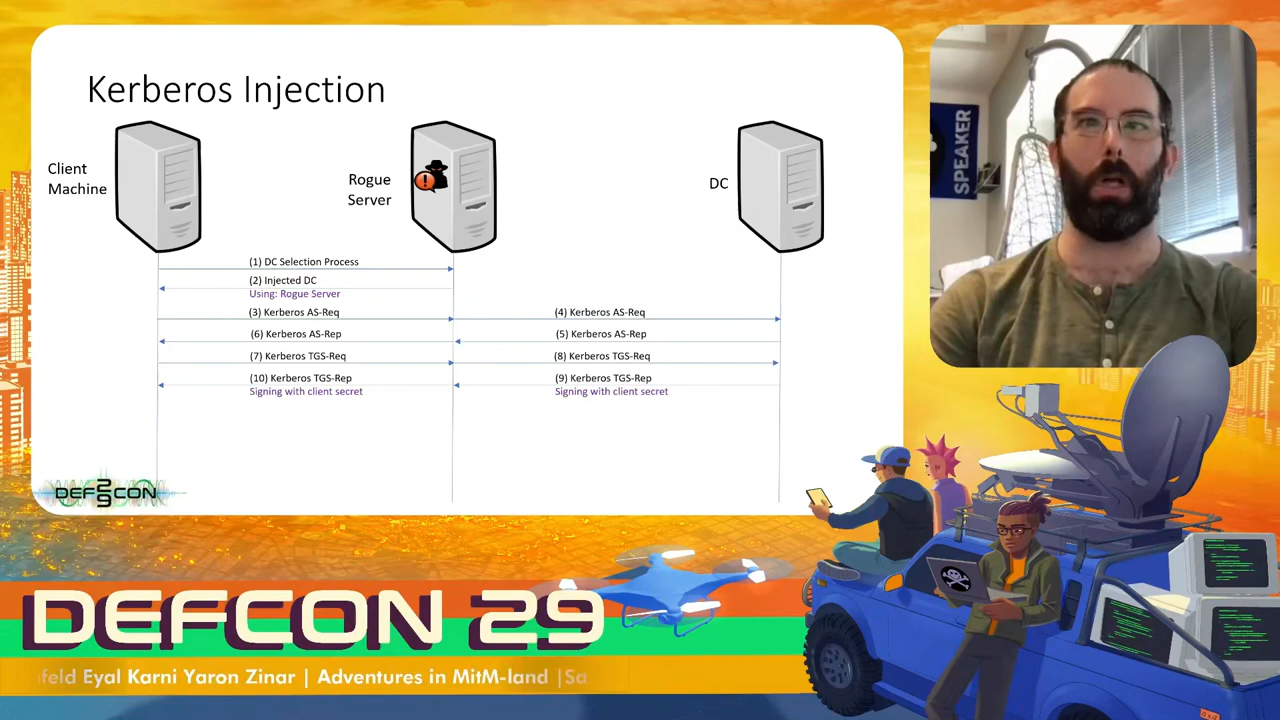 Kerberos Injection
Client
Machine
Rogue
Server
DC
SPEAKER
(1) DC Selection Process
(2) Injected DC
Using: Rogue Server
(3) Kerberos AS-Req
(4) Kerberos AS-Req
(6) Kerberos AS-Rep
(5) Kerberos AS-Rep
(7) Kerberos TGS-Req
(8) Kerberos TGS-Req
(10) Kerberos TGS-Rep
(9) Kerberos TGS-Rep
Signing with client secret
Signing with client secret
DEF 29 CON
DEFCON 29
feld Eyal Karni Yaron Zinar | Adventures in MitM-land |Sa